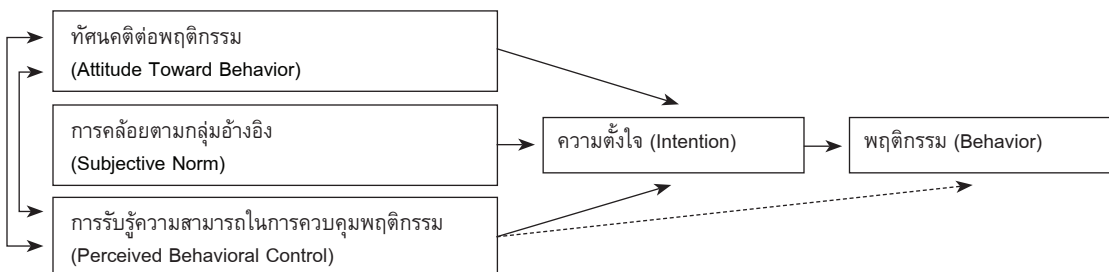 ทัศนคติต่อพฤติกรรม
(Attitude Toward Behavior)
การคล้อยตามกลุ่มอ้างอิง
(Subjective Norm)
ความตั้งใจ (Intention)
พฤติกรรม (Behavior)
การรับรู้ความสามารถในการควบคุมพฤติกรรม
(Perceived Behavioral Control)